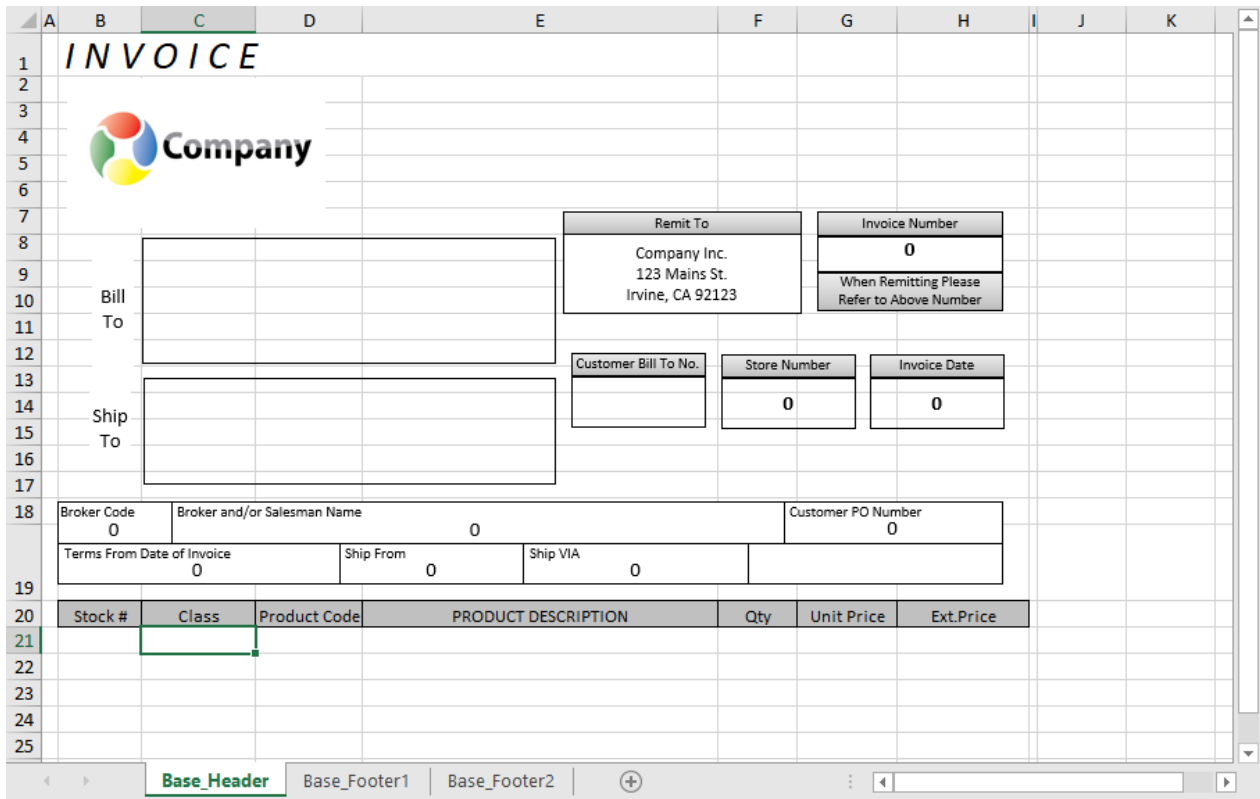 A B C D E F G H I J K
1 I N V O I C E
2
3
4
Company
5
6
7 Remit To Invoice Number
8 Company Inc. 0
9 123 Mains St. When Remitting Please
10 Bill Irvine, CA 92123 Refer to Above Number
11 To
12 Customer Bill To No. Store Number Invoice Date
13
14 Ship 0 0
15 To
16
17
18 Broker Code Broker and/or Salesman Name Customer PO Number
0 0 0
Terms From Date of Invoice Ship From Ship VIA
0 0 0
19
20 Stock # Class Product Code PRODUCT DESCRIPTION Qty Unit Price Ext.Price
21
22
23
24
25
Base_Header Base_Footer1 Base_Footer2